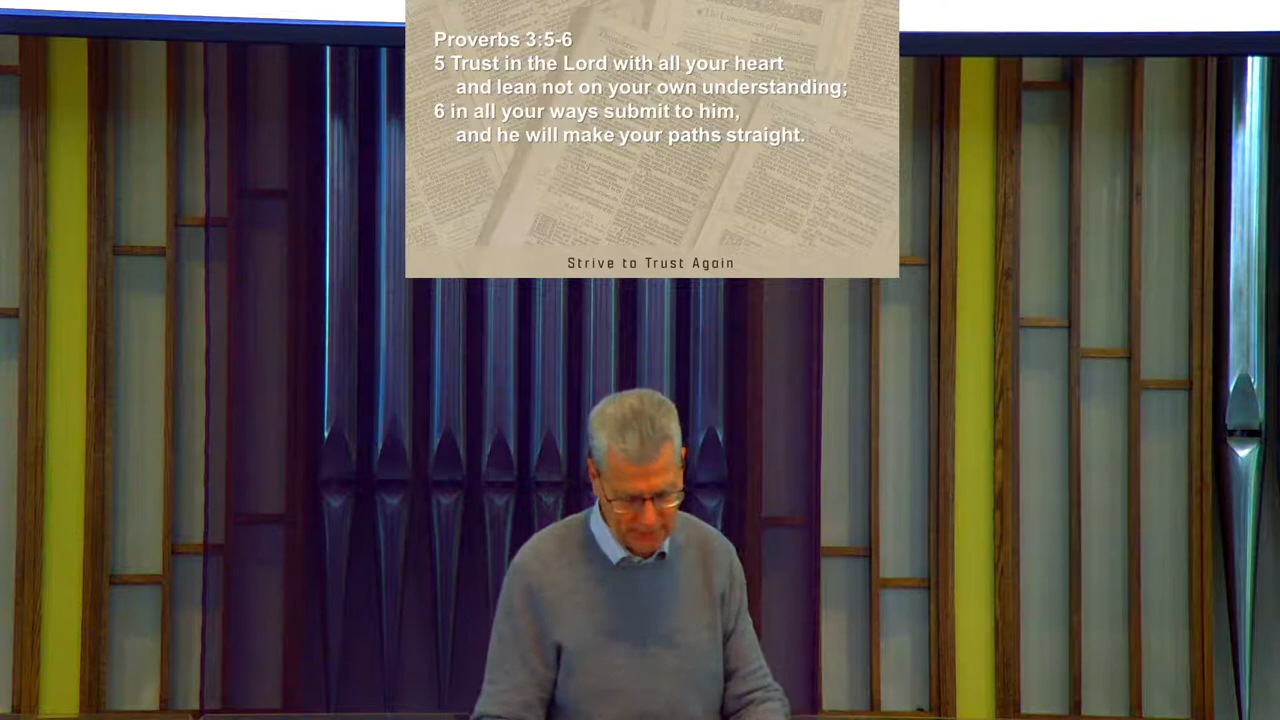 Proverbs 3:5-6
5 Trust in the Lord with all your heart
and lean not on your own understanding;
6 in all your ways submit to him,
and he will make your paths straight.
Strive to Trust Again